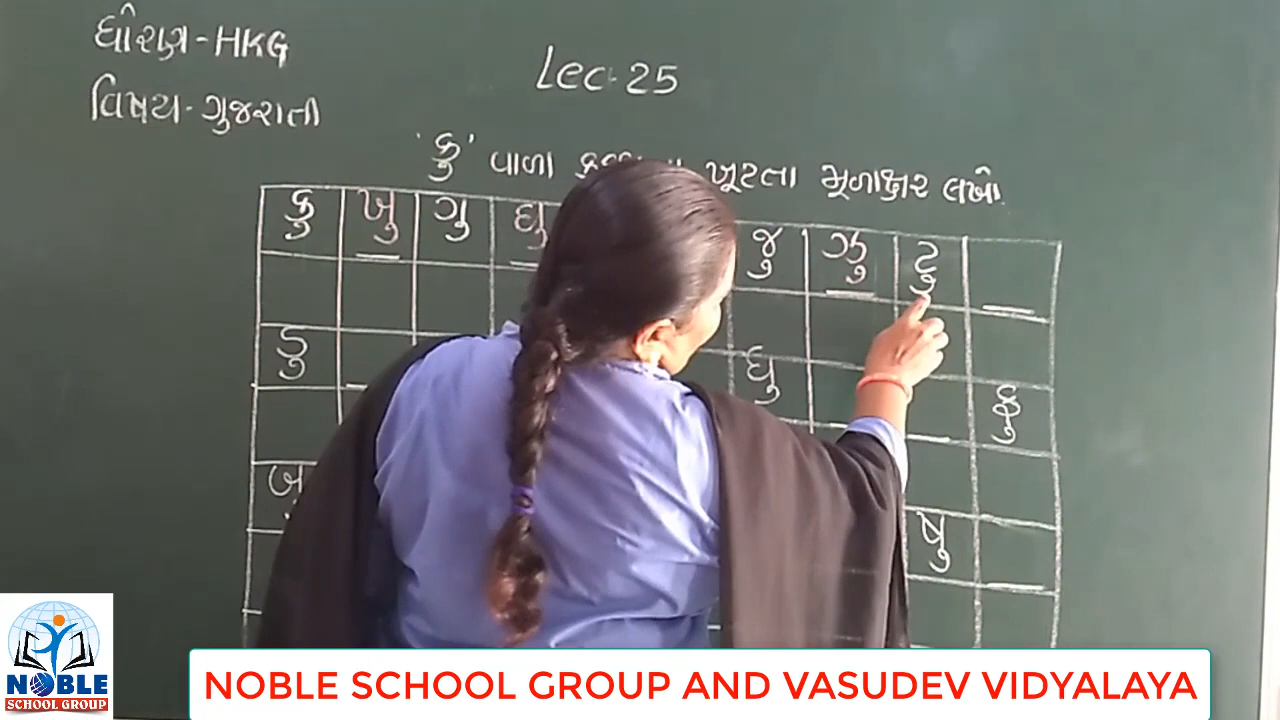 ધોરણ - HKG
Lec-25
વિષય - ગુજરાતી
'કુ' વાળા ખૂટતા મૂળાક્ષર લખો.
કુ ખુ ગુ ઘુ જુ ઝુ ટુ
ડુ ધુ ફુ
બુ ષુ
NOBLE
SCHOOL GROUP
NOBLE SCHOOL GROUP AND VASUDEV VIDYALAYA